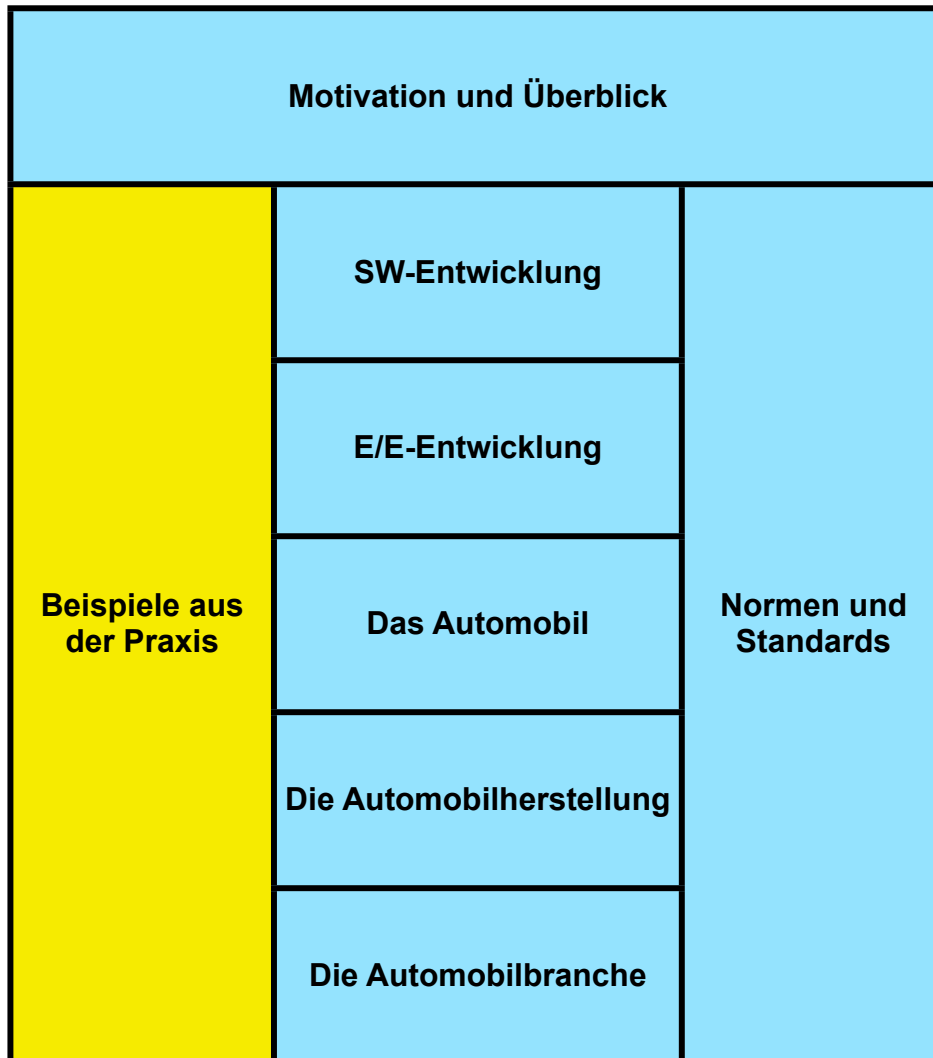 Motivation und Überblick
SW-Entwicklung
E/E-Entwicklung
Beispiele aus
der Praxis
Das Automobil
Normen und
Standards
Die Automobilherstellung
Die Automobilbranche